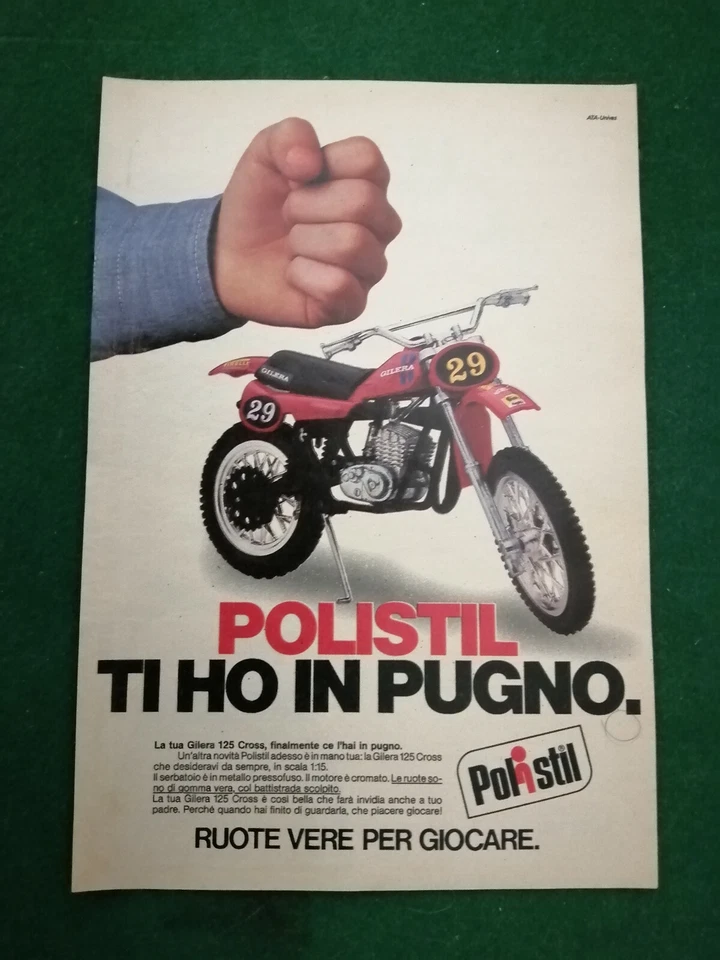 ATA-Univas
PIRELLI
GILERA
GILERA
29
29
POLISTIL
TI HO IN PUGNO.
La tua Gilera 125 Cross, finalmente ce l'hai in pugno.
Un'altra novità Polistil adesso è in mano tua: la Gilera 125 Cross
che desideravi da sempre, in scala 1:15.
Il serbatoio è in metallo pressofuso. Il motore è cromato. Le ruote so-
no di gomma vera, col battistrada scolpito.
La tua Gilera 125 Cross è così bella che farà invidia anche a tuo
padre. Perché quando hai finito di guardarla, che piacere giocare!
Polistil®
RUOTE VERE PER GIOCARE.